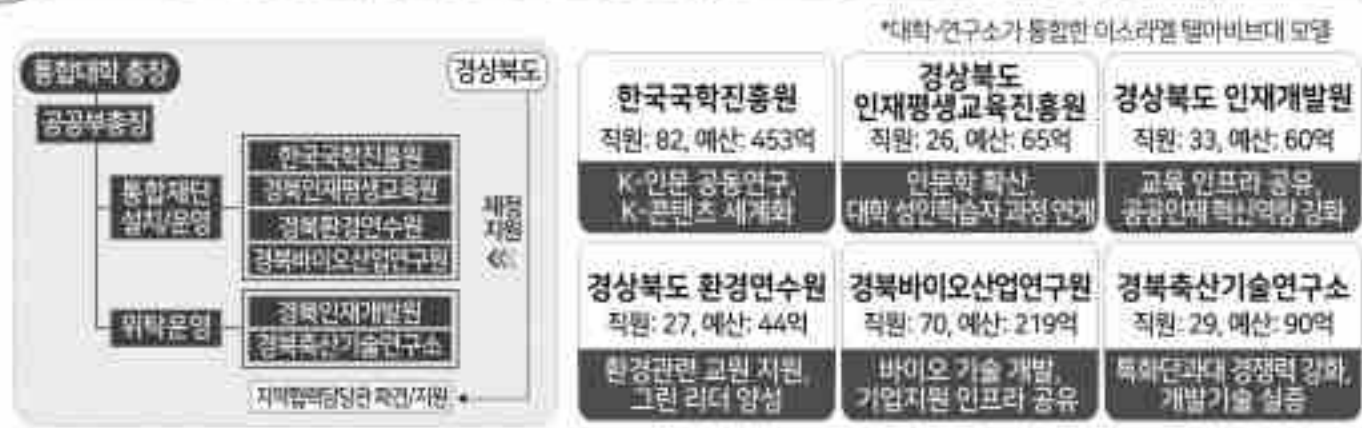 *대학-연구소가 통합한 이스라엘 텔아비브대 모델
통합대학 총장
공공부총장
경상북도
통합재단
설치/운영
한국국학진흥원
경북인재평생교육원
경북환경연수원
경북바이오산업연구원
재정
지원
위탁운영
경북인재개발원
경북축산기술연구소
지역협력담당관 파견/지원
한국국학진흥원
직원: 82, 예산: 453억
K-인문 공동연구,
K-콘텐츠 세계화
경상북도
인재평생교육진흥원
직원: 26, 예산: 65억
인문학 확산,
대학 성인학습자 과정 연계
경상북도 인재개발원
직원: 33, 예산: 60억
교육 인프라 공유,
공공인재 혁신역량 강화
경상북도 환경연수원
직원: 27, 예산: 44억
환경관련 교원 지원,
그린 리더 양성
경북바이오산업연구원
직원: 70, 예산: 219억
바이오 기술 개발,
기업지원 인프라 공유
경북축산기술연구소
직원: 29, 예산: 90억
특화단과대 경쟁력 강화,
개발기술 실증